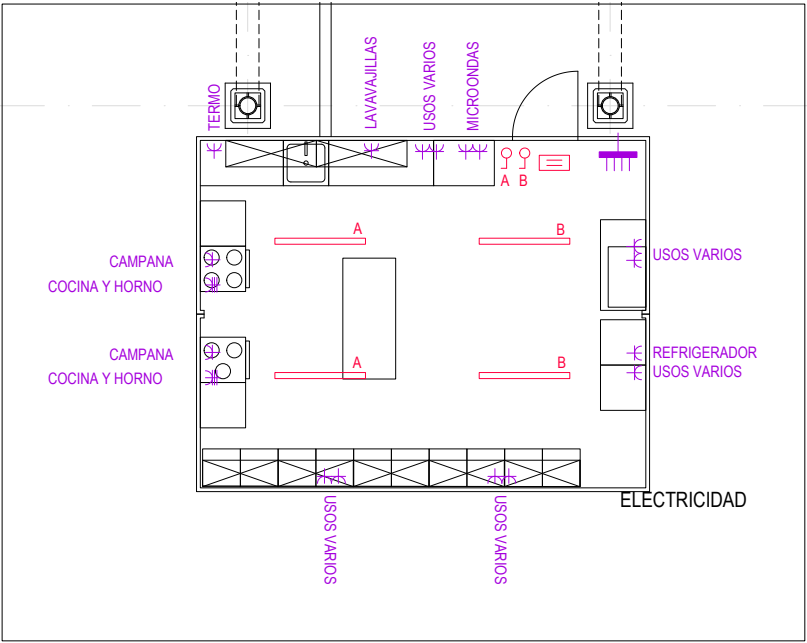 TERMO
LAVAVAJILLAS
USOS VARIOS
MICROONDAS
A B
A
B
CAMPANA
COCINA Y HORNO
USOS VARIOS
CAMPANA
COCINA Y HORNO
A
B
REFRIGERADOR
USOS VARIOS
USOS VARIOS
USOS VARIOS
ELECTRICIDAD